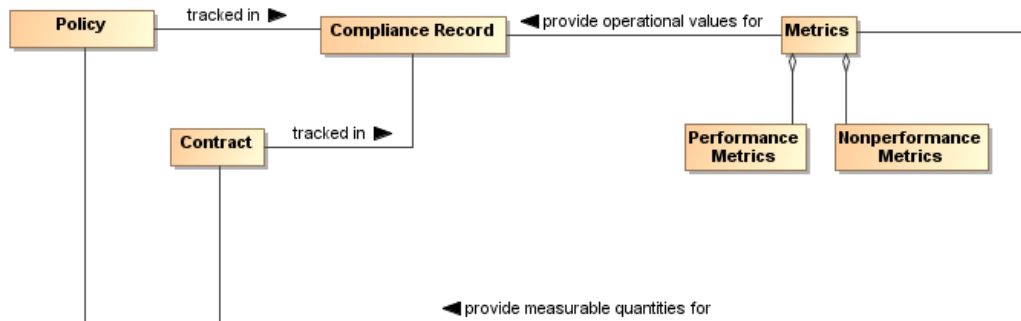 Policy
tracked in
Compliance Record
provide operational values for
Metrics
Contract
tracked in
Performance
Metrics
Nonperformance
Metrics
provide measurable quantities for